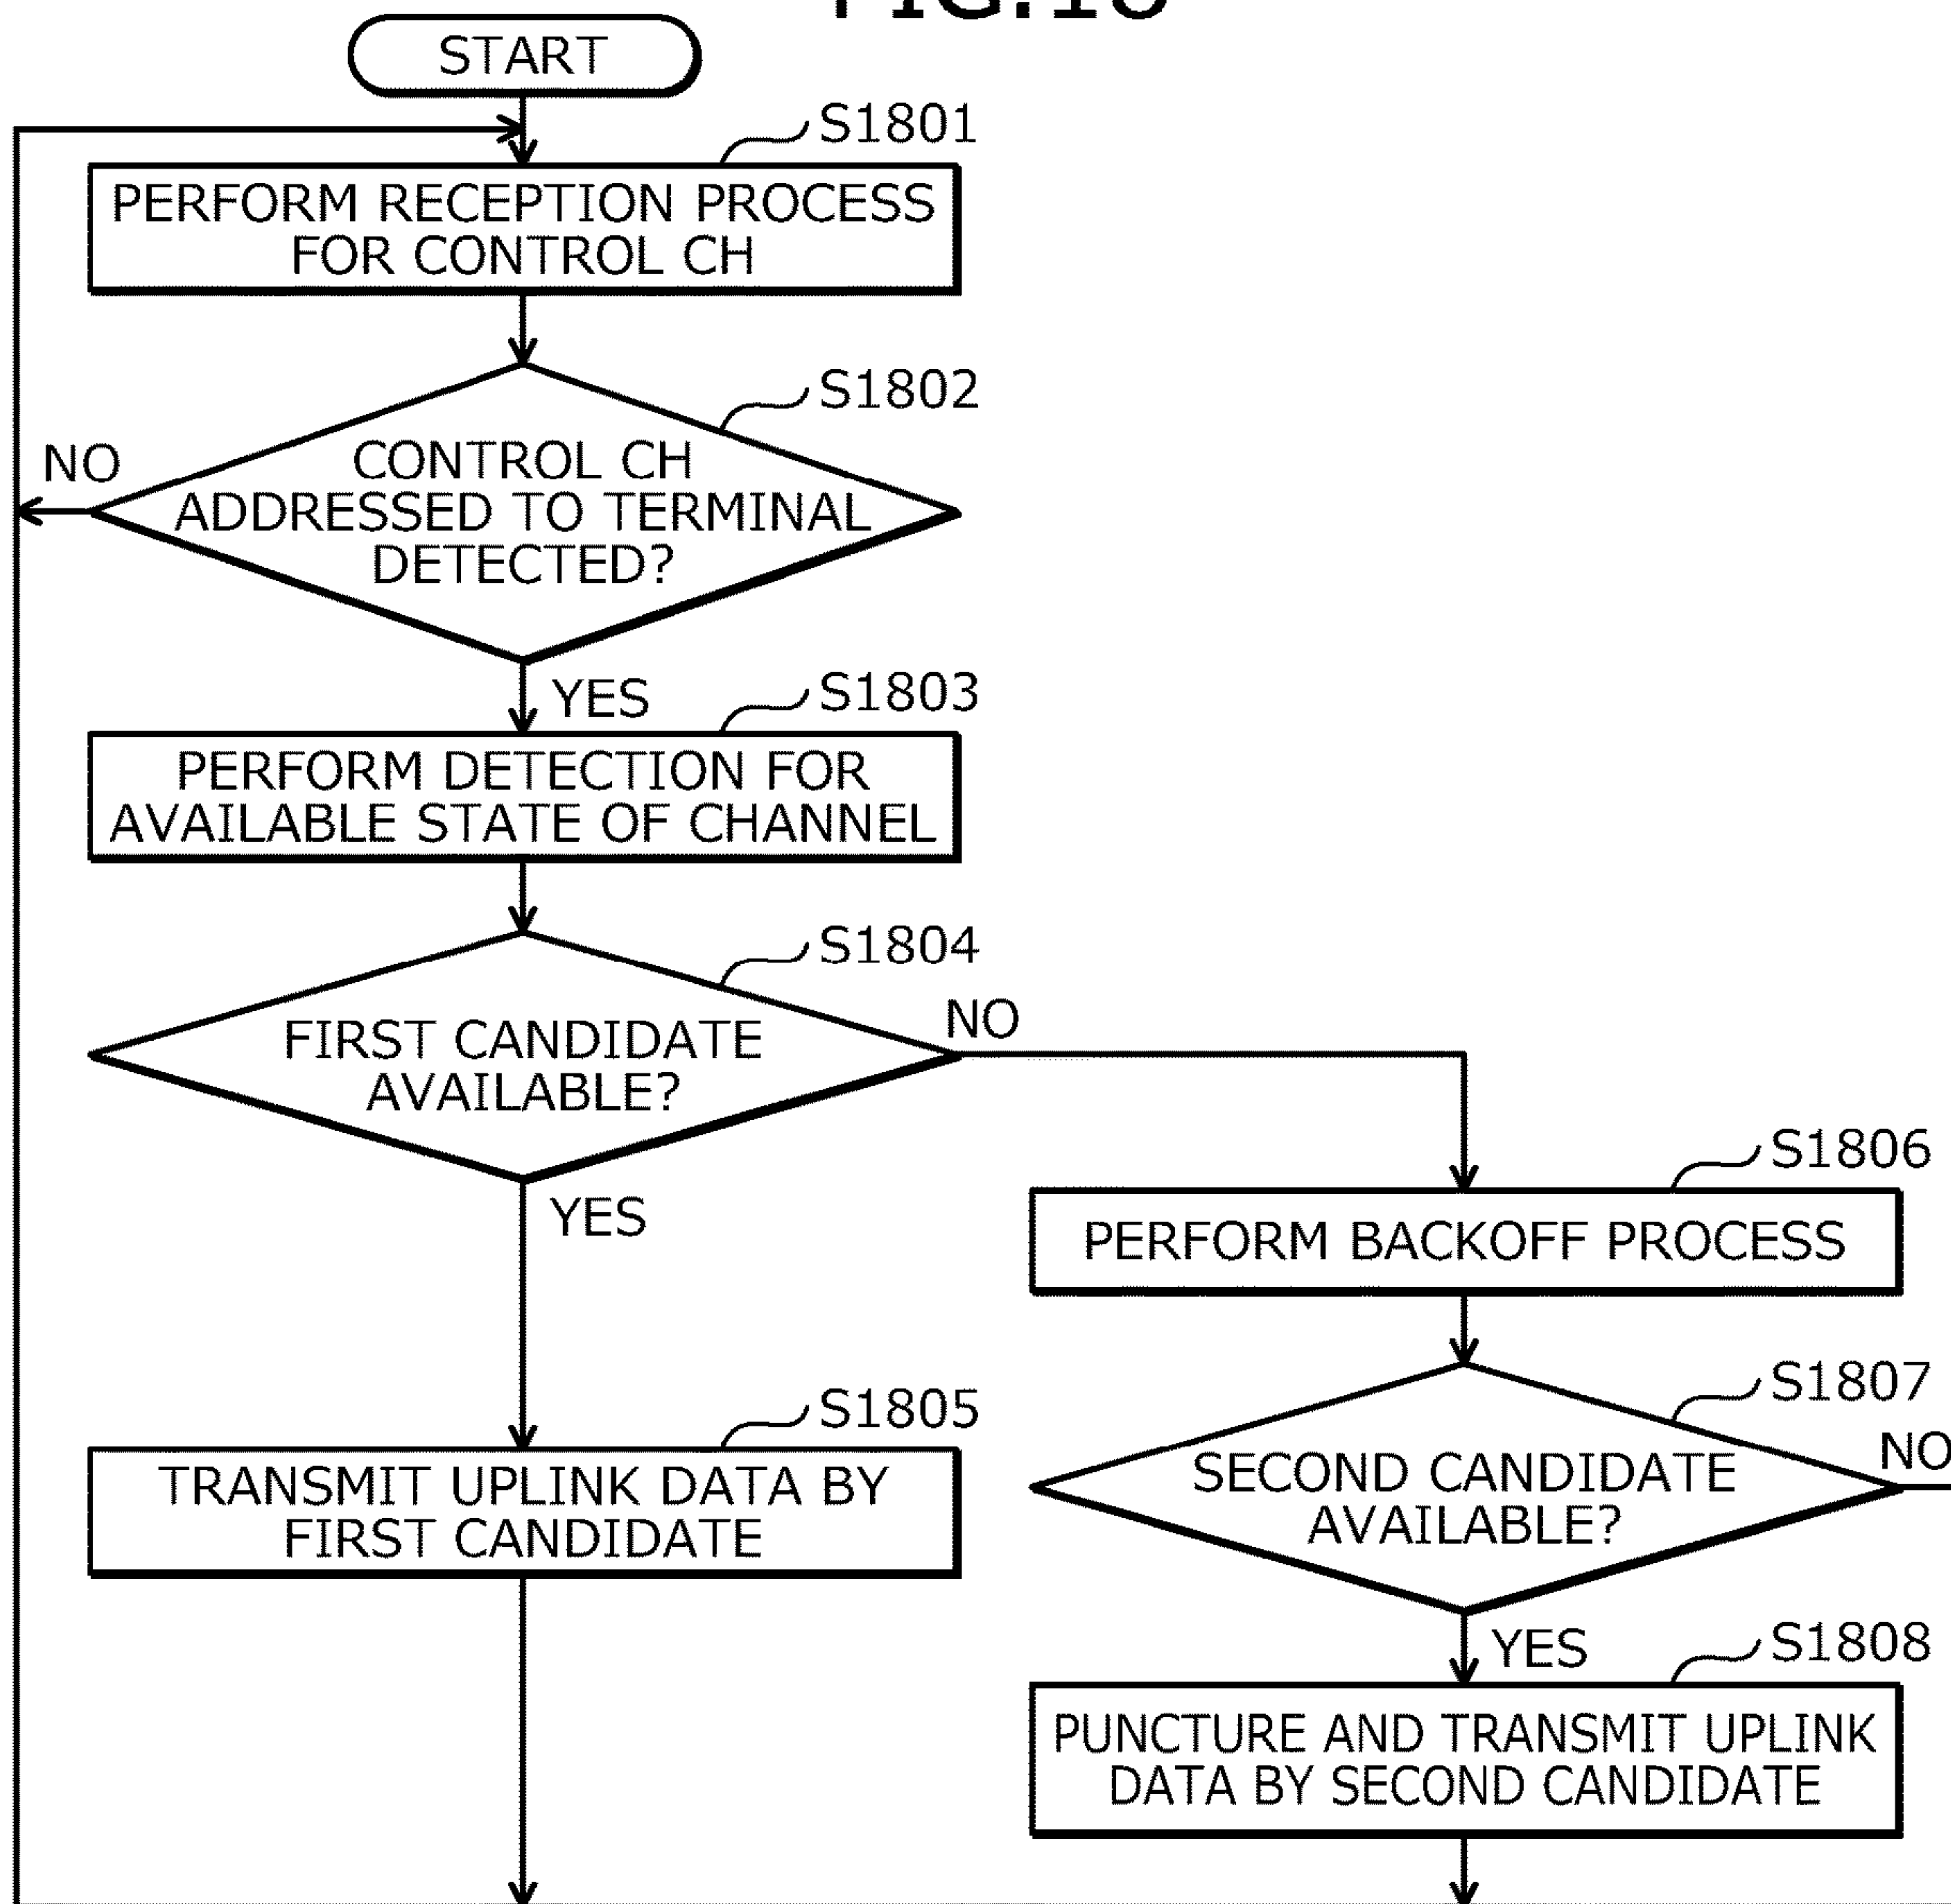 FIG.18
START
S1801
PERFORM RECEPTION PROCESS
FOR CONTROL CH
S1802
CONTROL CH
ADDRESSED TO TERMINAL
DETECTED?
NO
YES
S1803
PERFORM DETECTION FOR
AVAILABLE STATE OF CHANNEL
S1804
FIRST CANDIDATE
AVAILABLE?
NO
YES
S1805
TRANSMIT UPLINK DATA BY
FIRST CANDIDATE
S1806
PERFORM BACKOFF PROCESS
S1807
SECOND CANDIDATE
AVAILABLE?
NO
YES
S1808
PUNCTURE AND TRANSMIT UPLINK
DATA BY SECOND CANDIDATE